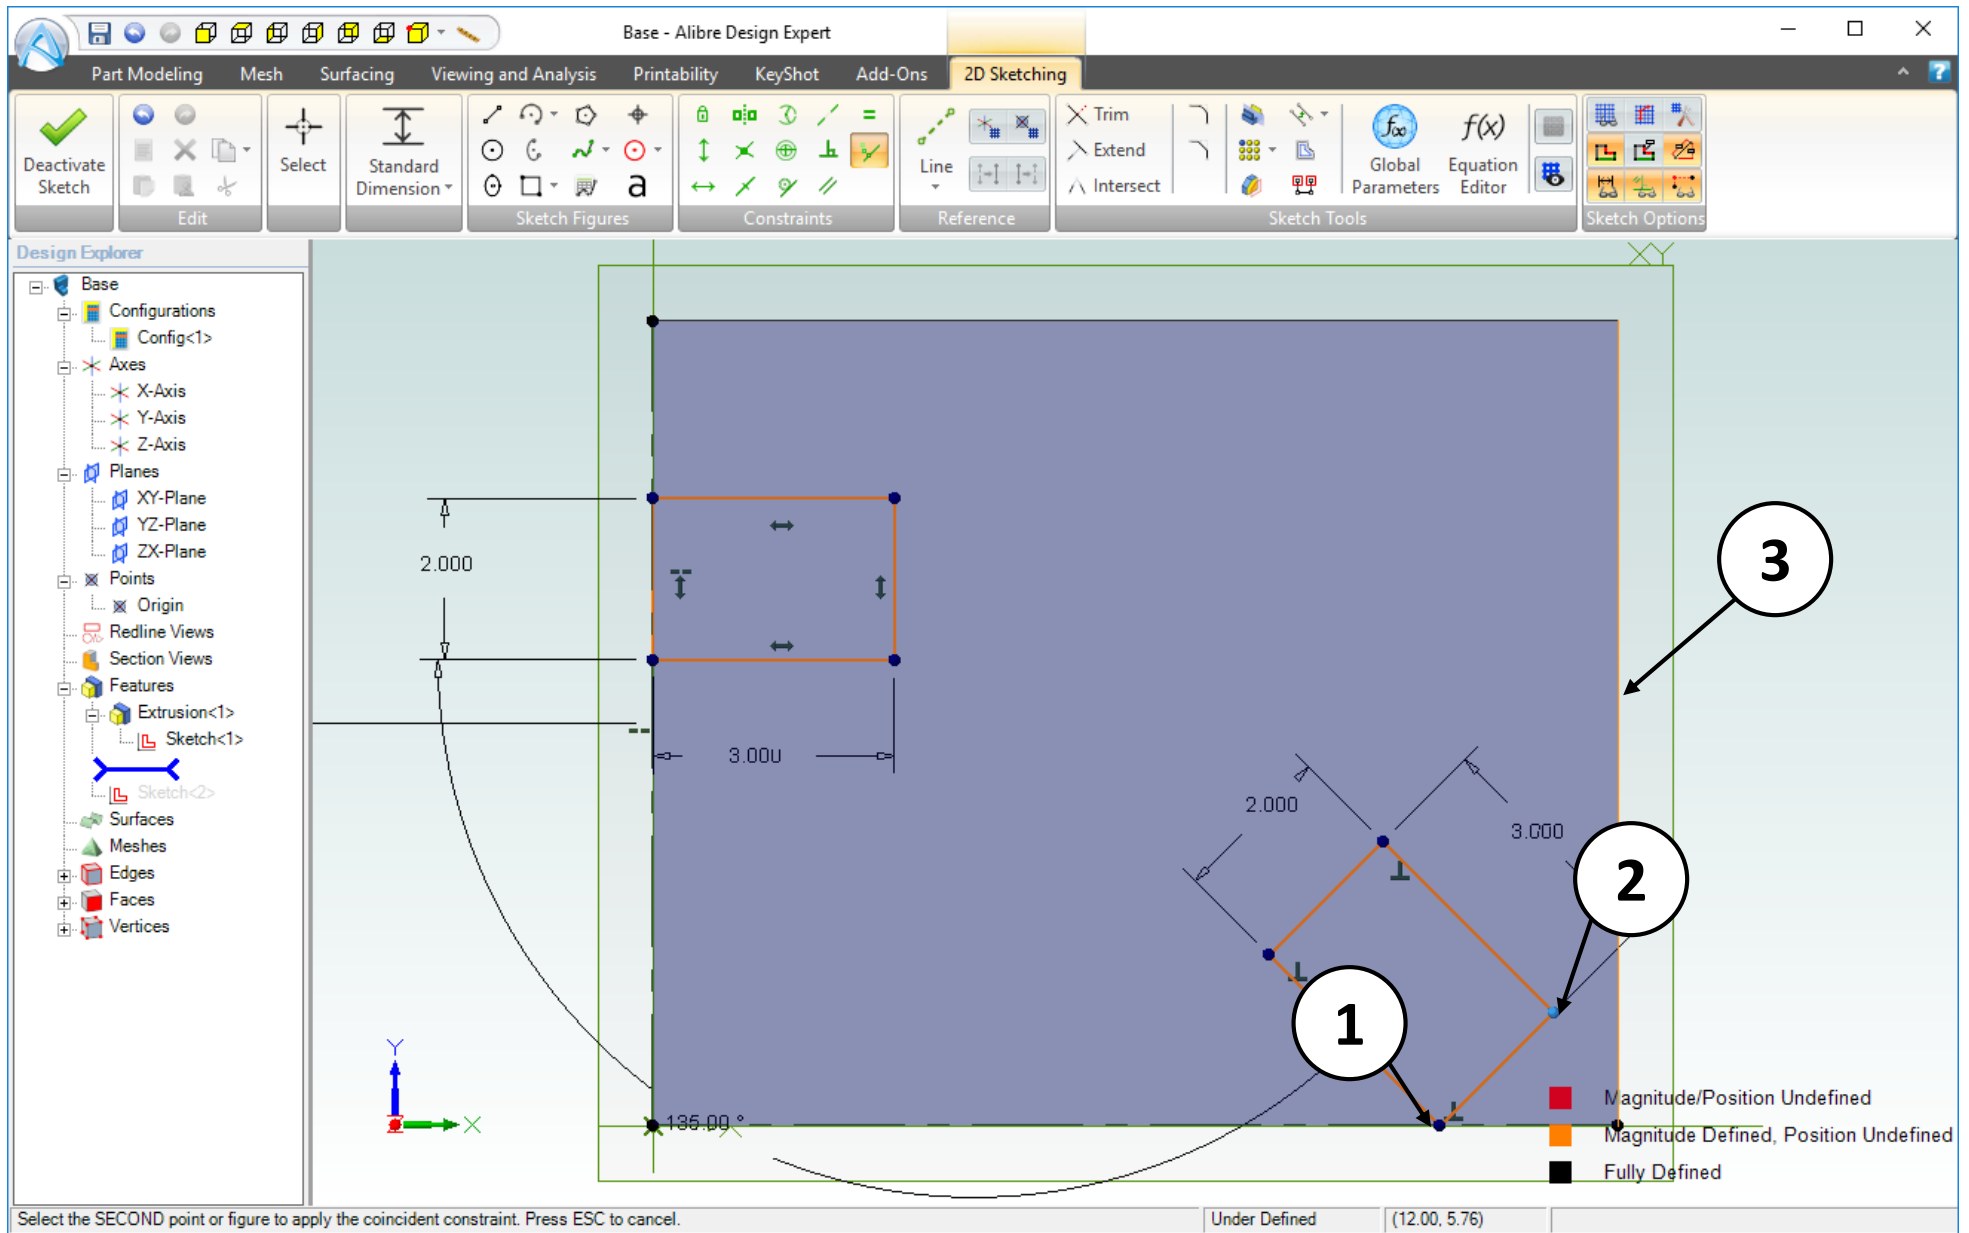 Base - Alibre Design Expert
Part Modeling Mesh Surfacing Viewing and Analysis Printability KeyShot Add-Ons 2D Sketching
Deactivate Sketch
Edit
Select
Standard Dimension
a
Sketch Figures
Constraints
Line
Reference
Trim
Extend
Intersect
f∞
Global Parameters
f(x)
Equation Editor
Sketch Tools
Sketch Options
Design Explorer
Base
Configurations
Config<1>
Axes
X-Axis
Y-Axis
Z-Axis
Planes
XY-Plane
YZ-Plane
ZX-Plane
Points
Origin
Redline Views
Section Views
Features
Extrusion<1>
Sketch<1>
Sketch<2>
Surfaces
Meshes
Edges
Faces
Vertices
XY
2.000
3.000
3
2.000
3.000
2
1
135.00 °
X
Y
X
Magnitude/Position Undefined
Magnitude Defined, Position Undefined
Fully Defined
Select the SECOND point or figure to apply the coincident constraint. Press ESC to cancel.
Under Defined
(12.00, 5.76)